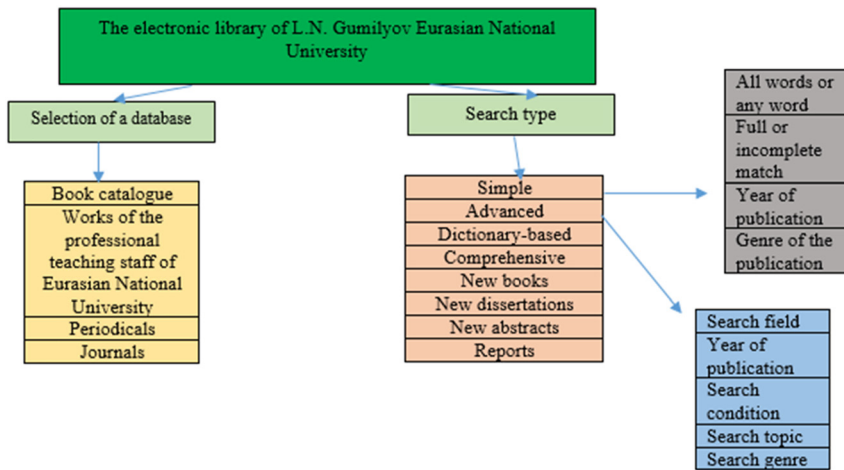 The electronic library of L.N. Gumilyov Eurasian National
University
Selection of a database
Search type
Book catalogue
Works of the
professional
teaching staff of
Eurasian National
University
Periodicals
Journals
Simple
Advanced
Dictionary-based
Comprehensive
New books
New dissertations
New abstracts
Reports
All words or
any word
Full or
incomplete
match
Year of
publication
Genre of the
publication
Search field
Year of
publication
Search
condition
Search topic
Search genre